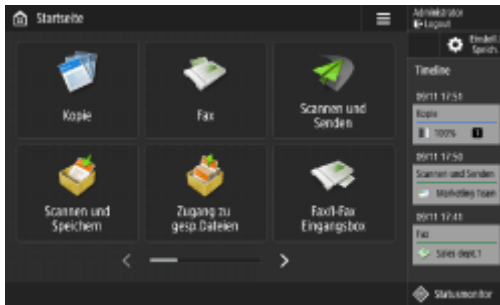 Startseite
Kopie
Fax
Scannen und
Senden
Scannen und
Speichern
Zugang zu
gesp.Dateien
Fax/I-Fax
Eingangsbox
Administrator
Logout
Einstell.
Speich.
Timeline
09/11 17:51
Kopie
100% 1
09/11 17:50
Scannen und Senden
Marketing Team
09/11 17:41
Fax
Sales dept.1
Statusmonitor